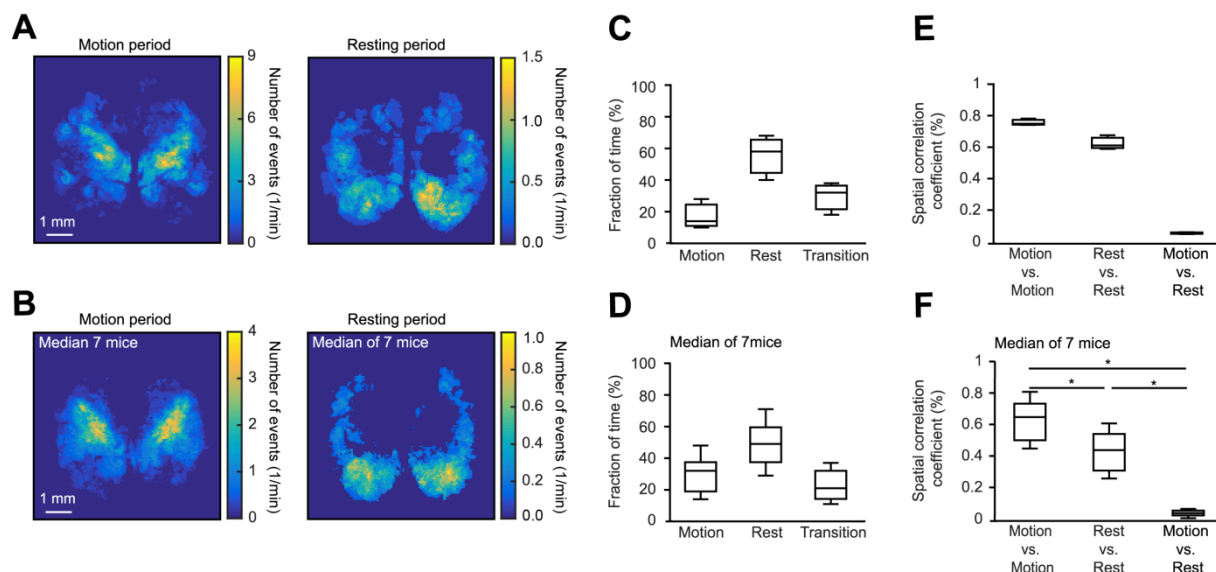 A
Motion period
9
6
3
0
Number of events (1/min)
1 mm
Resting period
1.5
1.0
0.5
0.0
Number of events (1/min)
B
Motion period
Median 7 mice
4
3
2
1
0
Number of events (1/min)
1 mm
Resting period
Median of 7 mice
1.0
0.8
0.6
0.4
0.2
0.0
Number of events (1/min)
C
Fraction of time (%)
100
80
60
40
20
0
Motion
Rest
Transition
D
Median of 7mice
Fraction of time (%)
100
80
60
40
20
0
Motion
Rest
Transition
E
Spatial correlation
coefficient (%)
1
0.8
0.6
0.4
0.2
0
Motion
vs.
Motion
Rest
vs.
Rest
Motion
vs.
Rest
F
Median of 7 mice
Spatial correlation
coefficient (%)
1
0.8
0.6
0.4
0.2
0
*
*
*
Motion
vs.
Motion
Rest
vs.
Rest
Motion
vs.
Rest